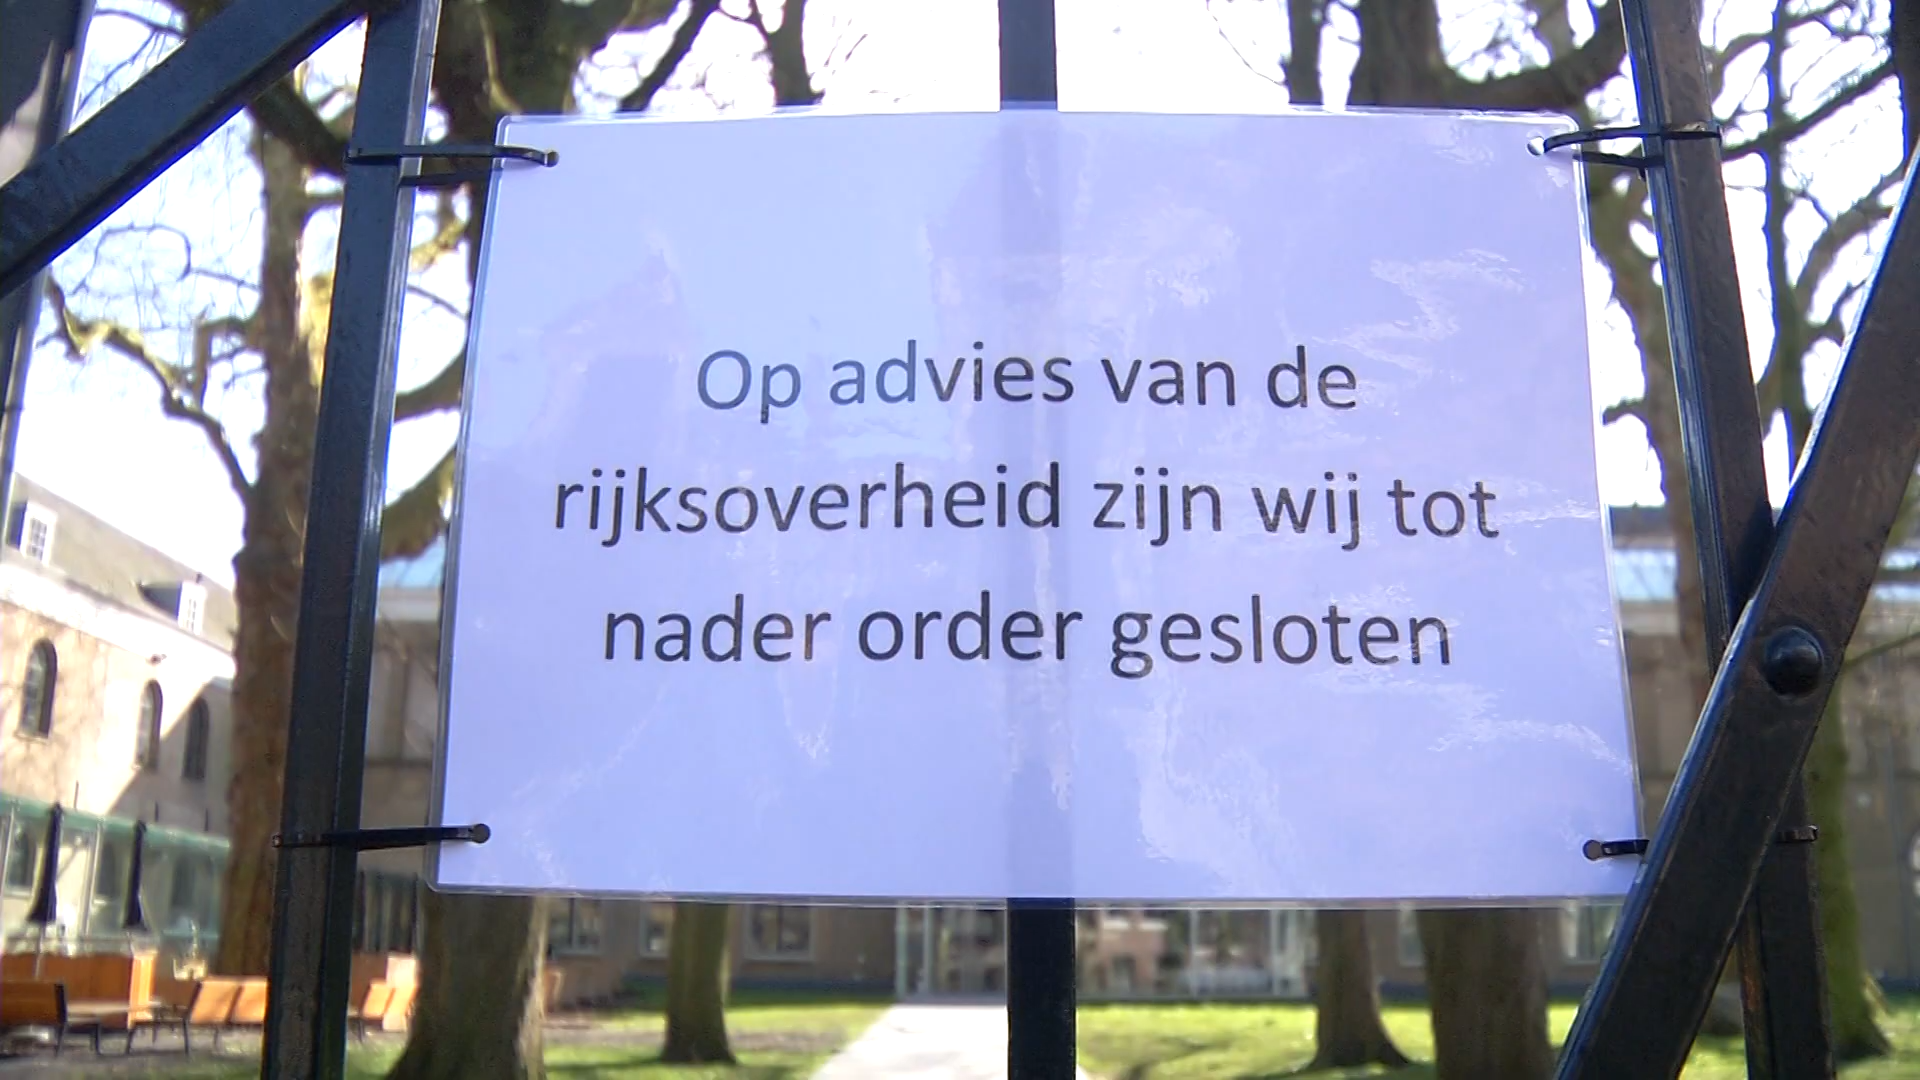 Op advies van de
rijksoverheid zijn wij tot
nader order gesloten